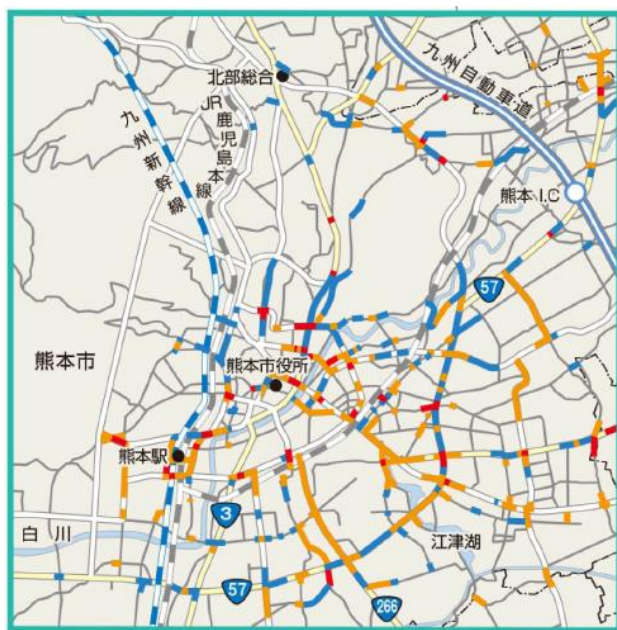 北部総合
九州自動車道
JR鹿児島本線
九州新幹線
熊本I.C
57
熊本市
熊本市役所
熊本駅
3
白川
江津湖
57
266